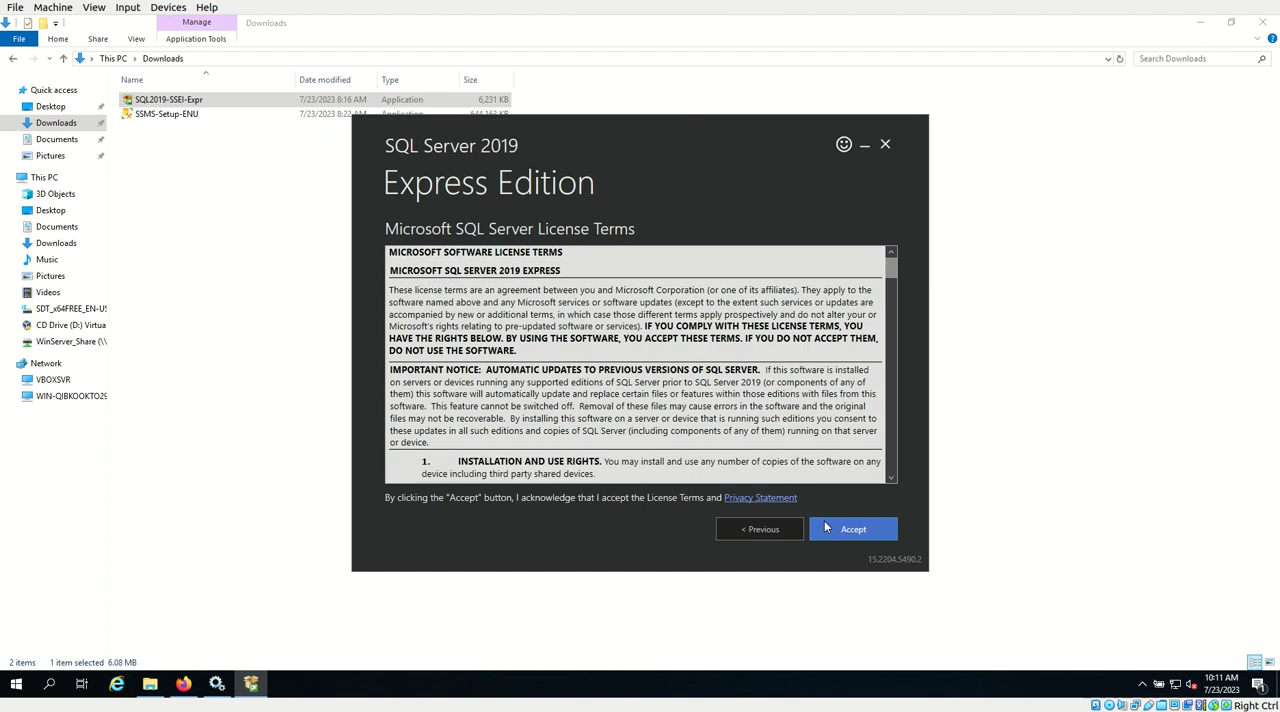 File Machine View Input Devices Help
Manage Downloads
File Home Share View Application Tools
This PC Downloads Search Downloads
Name Date modified Type Size
Quick access
Desktop
Downloads
Documents
Pictures
This PC
3D Objects
Desktop
Documents
Downloads
Music
Pictures
Videos
SDT_x64FREE_EN-US
CD Drive (D:) Virtua
WinServer_Share (\\
Network
VBOXSVR
WIN-QIBKOOKTO29
SQL2019-SSEI-Expr 7/23/2023 8:16 AM Application 6,231 KB
SSMS-Setup-ENU 7/23/2023 8:22 AM Application 644,163 KB
SQL Server 2019
Express Edition
Microsoft SQL Server License Terms
MICROSOFT SOFTWARE LICENSE TERMS
MICROSOFT SQL SERVER 2019 EXPRESS
These license terms are an agreement between you and Microsoft Corporation (or one of its affiliates). They apply to the
software named above and any Microsoft services or software updates (except to the extent such services or updates are
accompanied by new or additional terms, in which case those different terms apply prospectively and do not alter your or
Microsoft's rights relating to pre-updated software or services). IF YOU COMPLY WITH THESE LICENSE TERMS, YOU
HAVE THE RIGHTS BELOW. BY USING THE SOFTWARE, YOU ACCEPT THESE TERMS. IF YOU DO NOT ACCEPT THEM,
DO NOT USE THE SOFTWARE.
IMPORTANT NOTICE: AUTOMATIC UPDATES TO PREVIOUS VERSIONS OF SQL SERVER. If this software is installed
on servers or devices running any supported editions of SQL Server prior to SQL Server 2019 (or components of any of
them) this software will automatically update and replace certain files or features within those editions with files from this
software. This feature cannot be switched off. Removal of these files may cause errors in the software and the original
files may not be recoverable. By installing this software on a server or device that is running such editions you consent to
these updates in all such editions and copies of SQL Server (including components of any of them) running on that server
or device.
1. INSTALLATION AND USE RIGHTS. You may install and use any number of copies of the software on any
device including third party shared devices.
By clicking the "Accept" button, I acknowledge that I accept the License Terms and Privacy Statement
< Previous Accept
15.2204.5490.2
2 items 1 item selected 6.08 MB
10:11 AM
7/23/2023
1
Right Ctrl